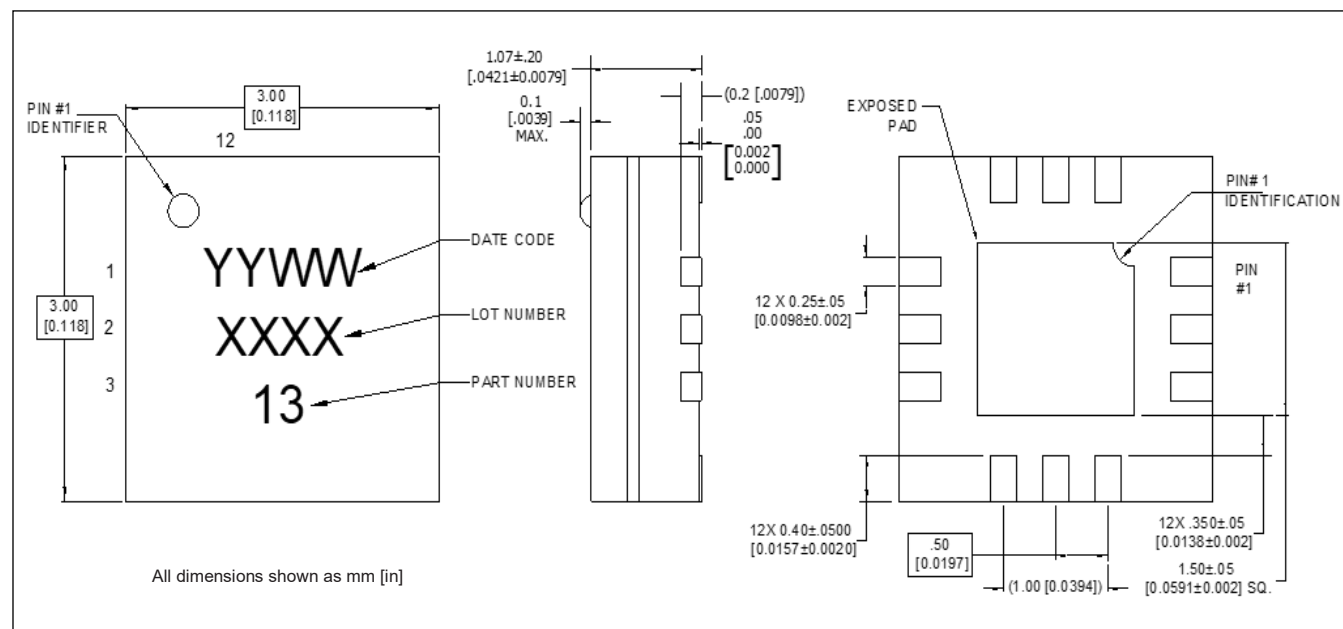 3.00
[0.118]
PIN #1
IDENTIFIER
12
1
2
3
3.00
[0.118]
YYWW
XXXX
13
DATE CODE
LOT NUMBER
PART NUMBER
All dimensions shown as mm [in]
1.07±.20
[.0421±0.0079]
0.1
[.0039]
MAX.
(0.2 [.0079])
.05
.00
[0.002
0.000]
EXPOSED
PAD
PIN# 1
IDENTIFICATION
PIN
#1
12 X 0.25±.05
[0.0098±0.002]
12X 0.40±.0500
[0.0157±0.0020]
.50
[0.0197]
(1.00 [0.0394])
12X .350±.05
[0.0138±0.002]
1.50±.05
[0.0591±0.002] SQ.